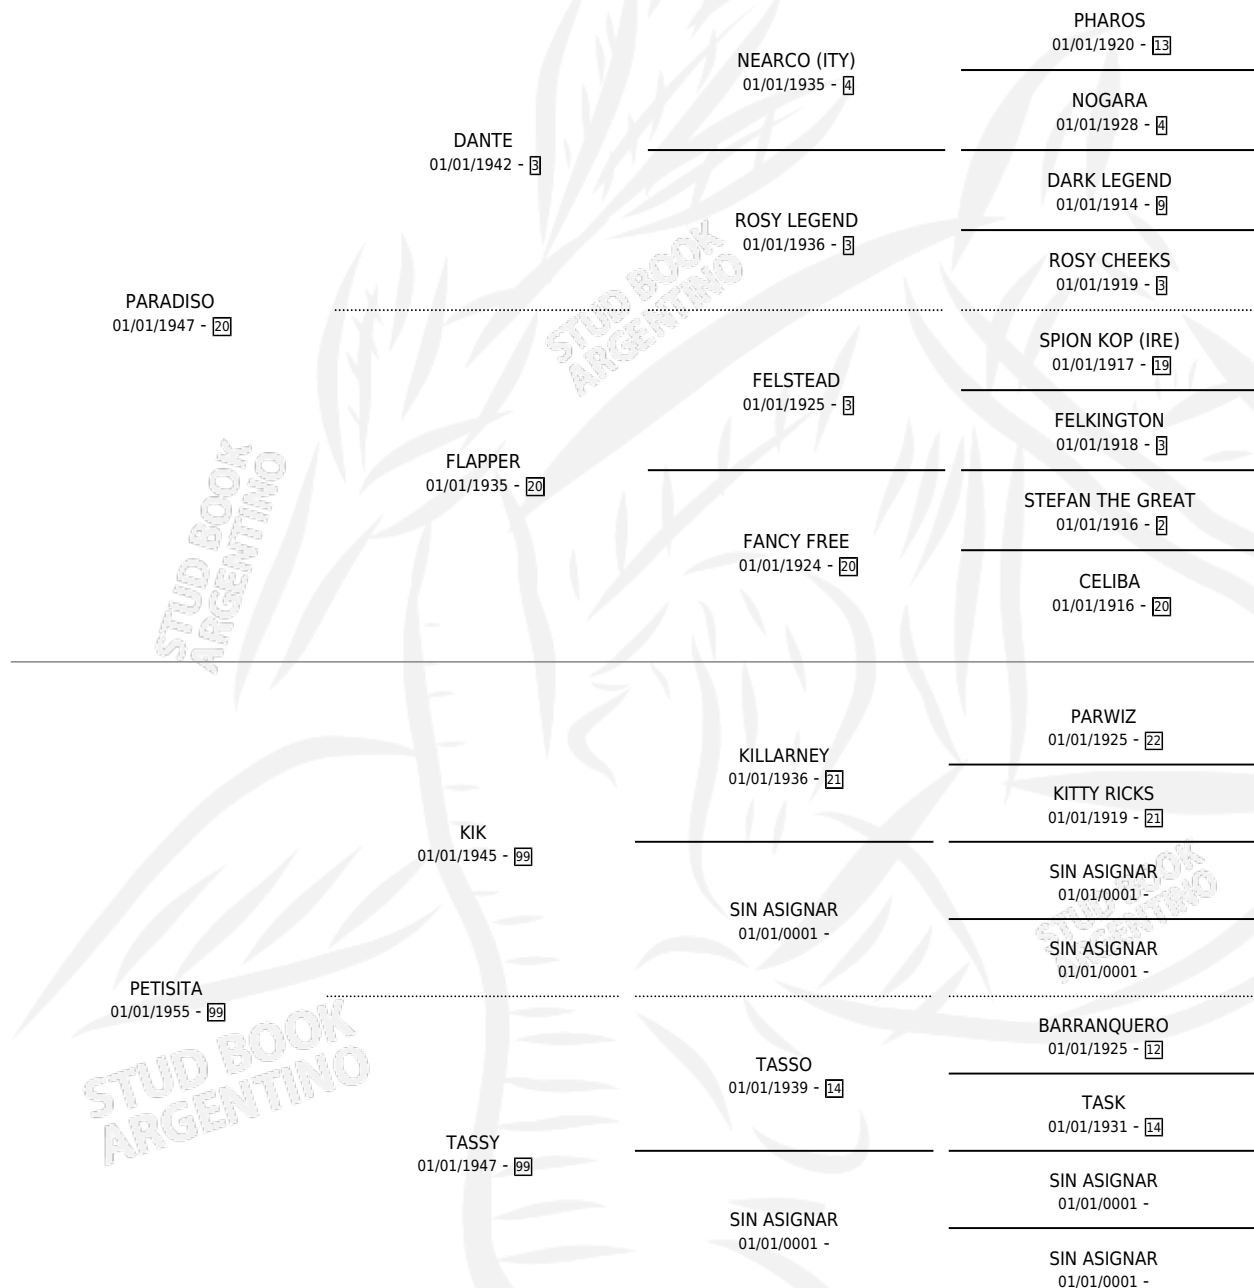 PARADISO
01/01/1947 - 20
DANTE
01/01/1942 - 3
FLAPPER
01/01/1935 - 20
NEARCO (ITY)
01/01/1935 - 4
ROSY LEGEND
01/01/1936 - 3
FELSTEAD
01/01/1925 - 3
FANCY FREE
01/01/1924 - 20
PHAROS
01/01/1920 - 13
NOGARA
01/01/1928 - 4
DARK LEGEND
01/01/1914 - 9
ROSY CHEEKS
01/01/1919 - 3
SPION KOP (IRE)
01/01/1917 - 19
FELKINGTON
01/01/1918 - 3
STEFAN THE GREAT
01/01/1916 - 2
CELIBA
01/01/1916 - 20
PETISITA
01/01/1955 - 99
KIK
01/01/1945 - 99
TASSY
01/01/1947 - 99
KILLARNEY
01/01/1936 - 21
SIN ASIGNAR
01/01/0001 -
TASSO
01/01/1939 - 14
SIN ASIGNAR
01/01/0001 -
PARWIZ
01/01/1925 - 22
KITTY RICKS
01/01/1919 - 21
SIN ASIGNAR
01/01/0001 -
SIN ASIGNAR
01/01/0001 -
BARRANQUERO
01/01/1925 - 12
TASK
01/01/1931 - 14
SIN ASIGNAR
01/01/0001 -
SIN ASIGNAR
01/01/0001 -
STUD BOOK
ARGENTINO
STUD BOOK
ARGENTINO
STUD BOOK
ARGENTINO
STUD BOOK
ARGENTINO